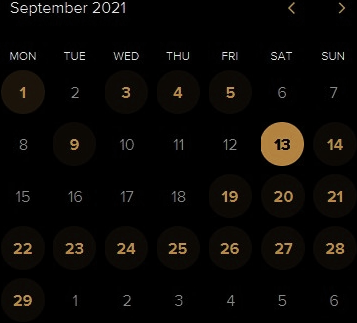 September 2021
MON TUE WED THU FRI SAT SUN
1 2 3 4 5 6 7
8 9 10 11 12 13 14
15 16 17 18 19 20 21
22 23 24 25 26 27 28
29 1 2 3 4 5 6